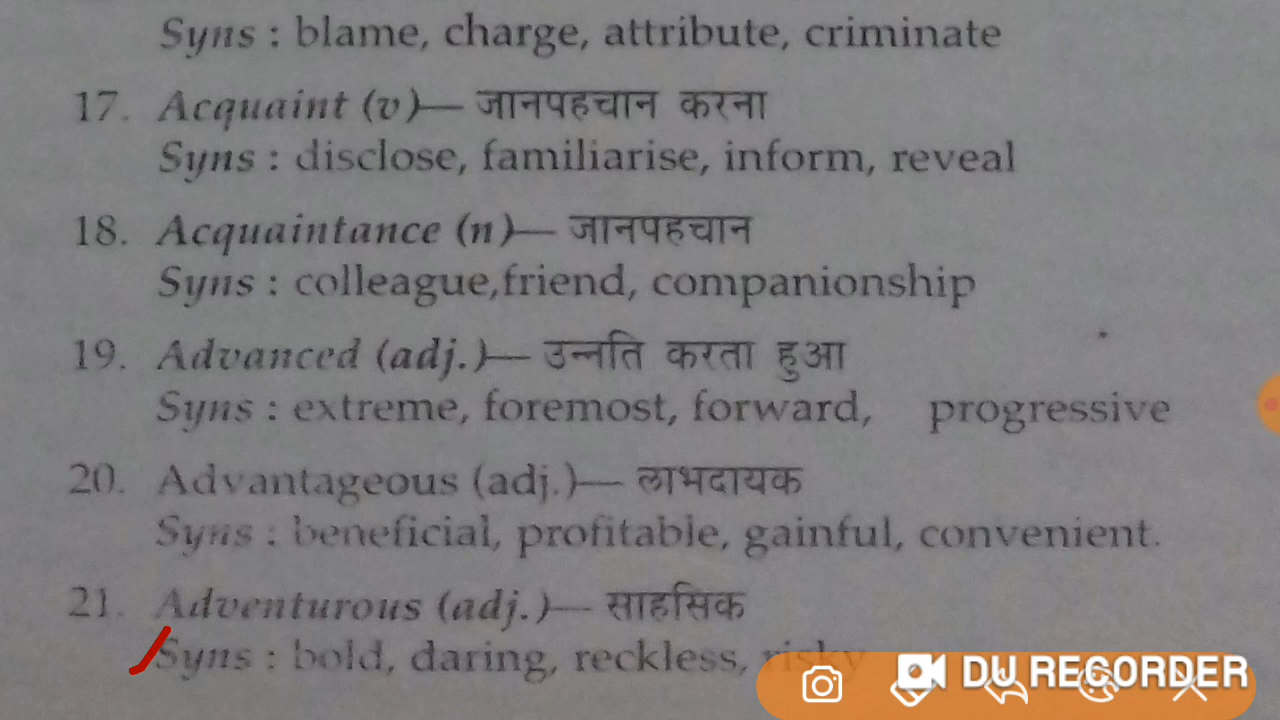 Syns : blame, charge, attribute, criminate
17. Acquaint (v)— जानपहचान करना
Syns : disclose, familiarise, inform, reveal
18. Acquaintance (n)— जानपहचान
Syns : colleague,friend, companionship
19. Advanced (adj.)— उन्नति करता हुआ
Syns : extreme, foremost, forward, progressive
20. Advantageous (adj.)— लाभदायक
Syns : beneficial, profitable, gainful, convenient.
21. Adventurous (adj.)— साहसिक
Syns : bold, daring, reckless, risky
DU RECORDER